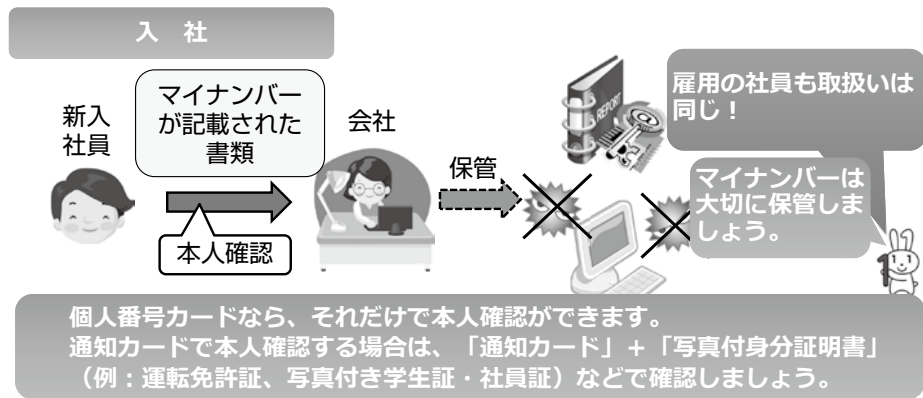 入 社
新入
社員
マイナンバー
が記載された
書類
会社
本人確認
保管
REPORT
雇用の社員も取扱いは
同じ！
マイナンバーは
大切に保管しま
しょう。
個人番号カードなら、それだけで本人確認ができます。
通知カードで本人確認する場合は、「通知カード」＋「写真付身分証明書」
（例：運転免許証、写真付き学生証・社員証）などで確認しましょう。